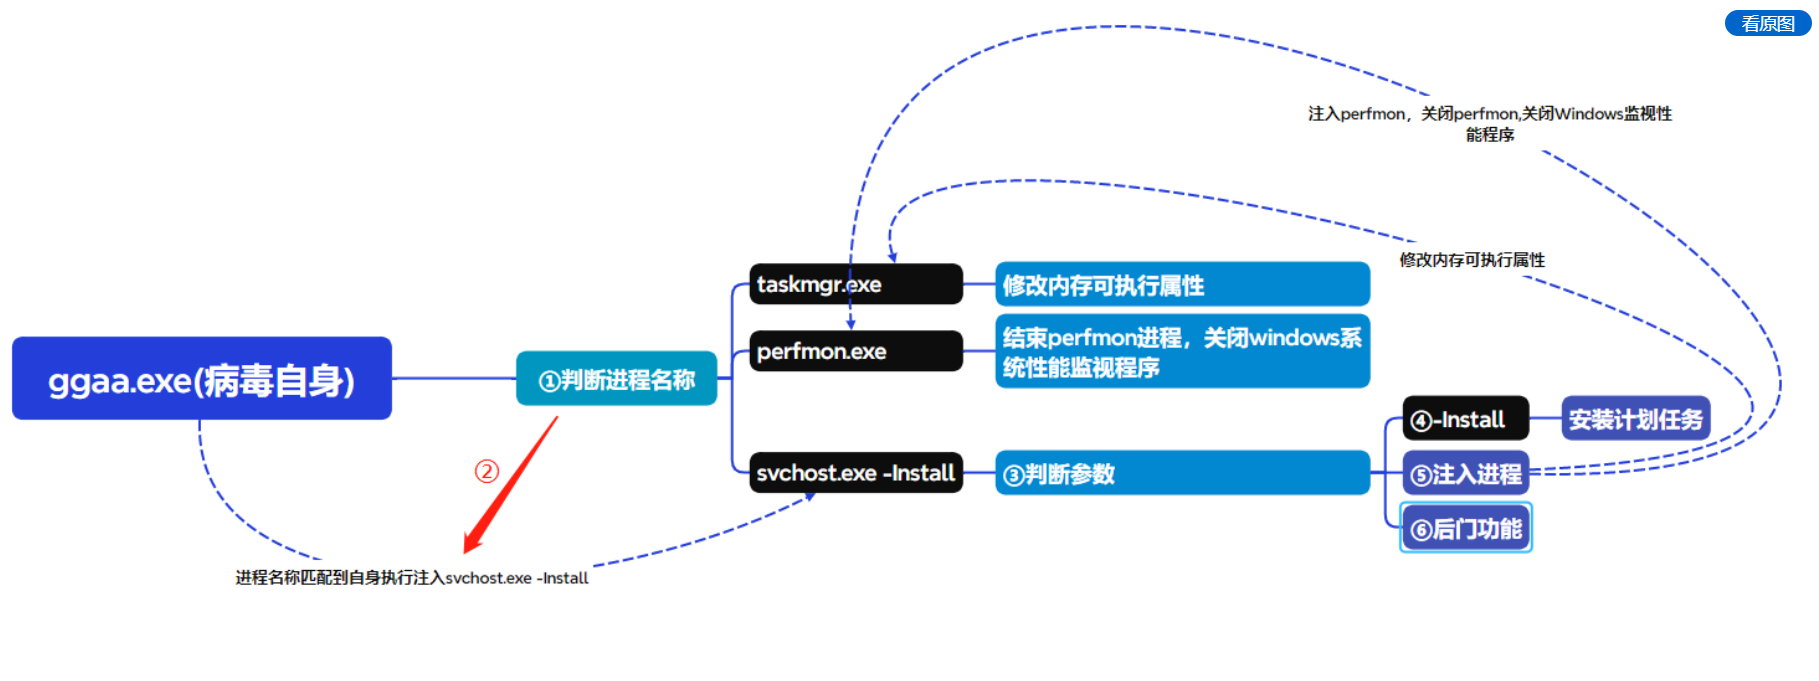 看原图
注入perfmon，关闭perfmon,关闭Windows监视性
能程序
修改内存可执行属性
taskmgr.exe
修改内存可执行属性
perfmon.exe
结束perfmon进程，关闭windows系
统性能监视程序
ggaa.exe(病毒自身)
①判断进程名称
④-Install
安装计划任务
②
svchost.exe -Install
③判断参数
⑤注入进程
⑥后门功能
进程名称匹配到自身执行注入svchost.exe -Install